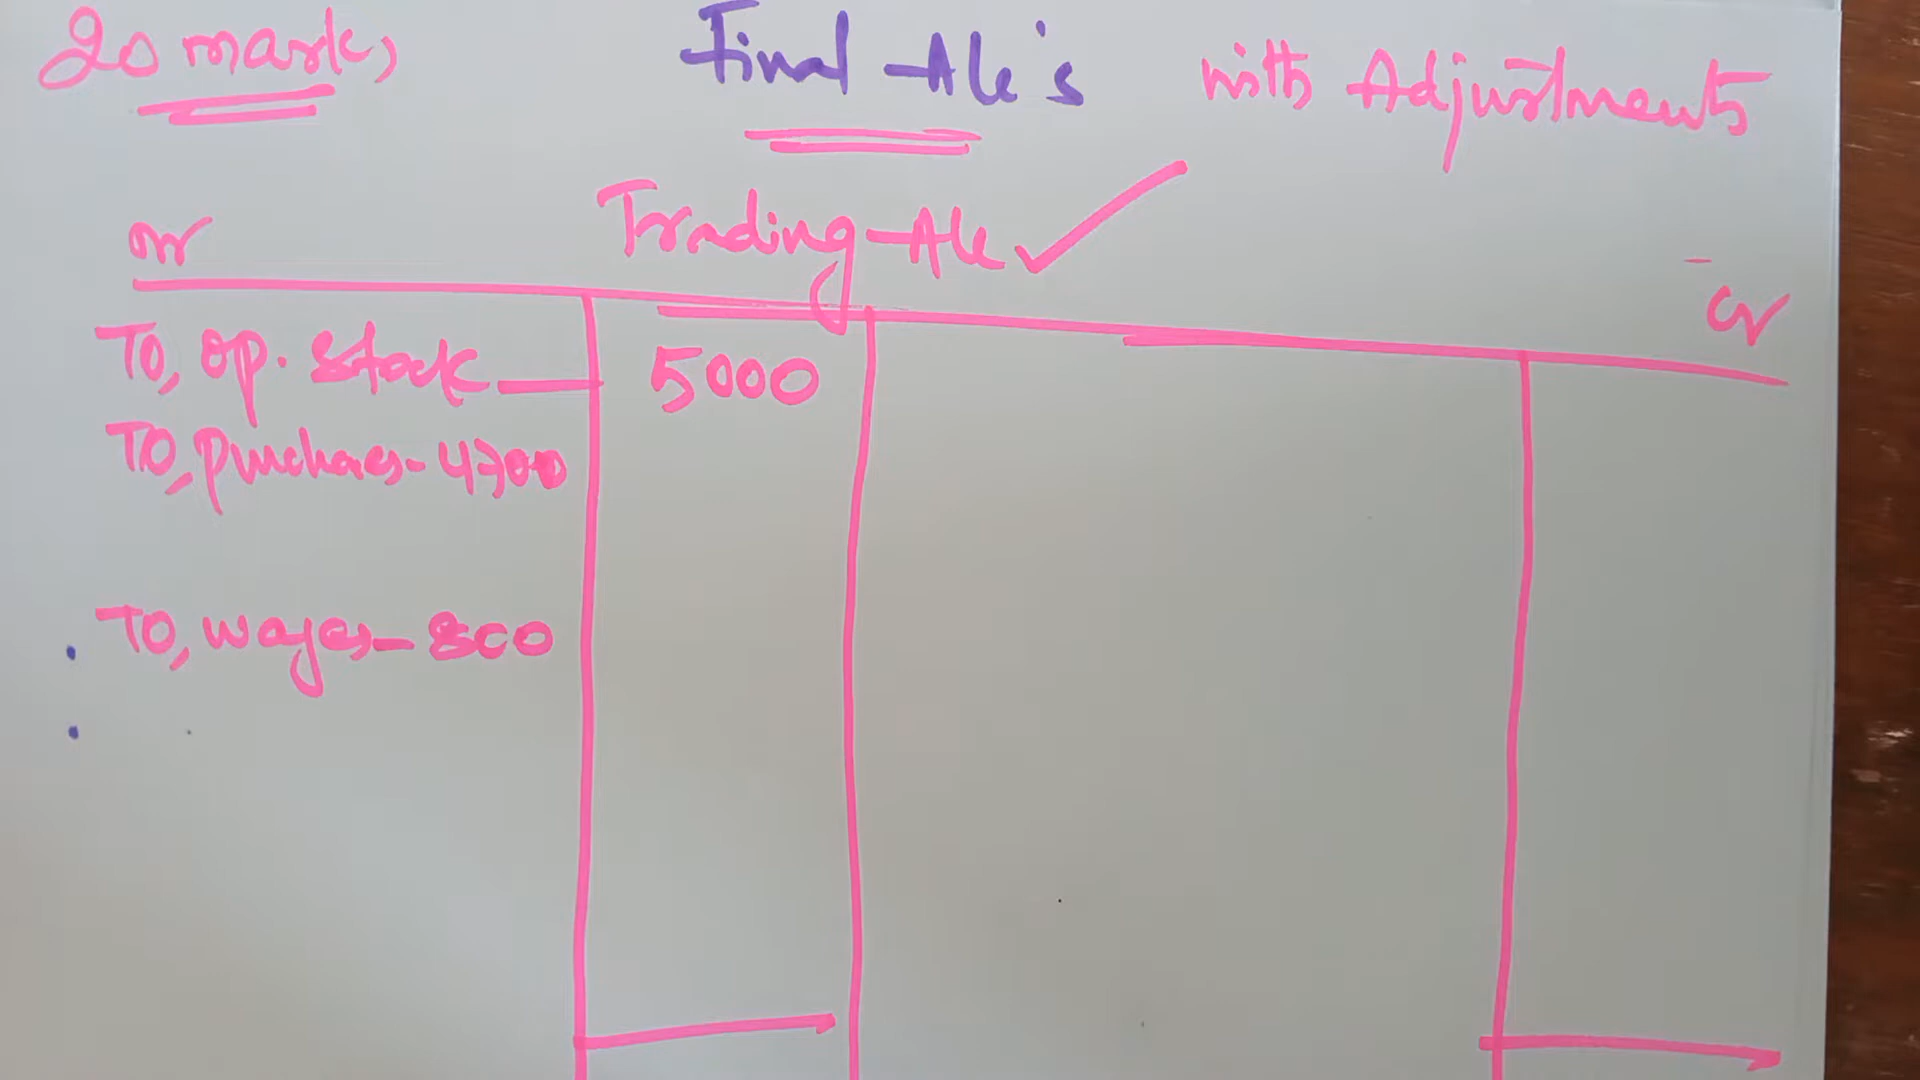 20 marks
Final A/c's with Adjustments
Trading A/c ✓
Dr
Cr
To, op. stock — 5000
To, purchases - 4700
To, wages - 800